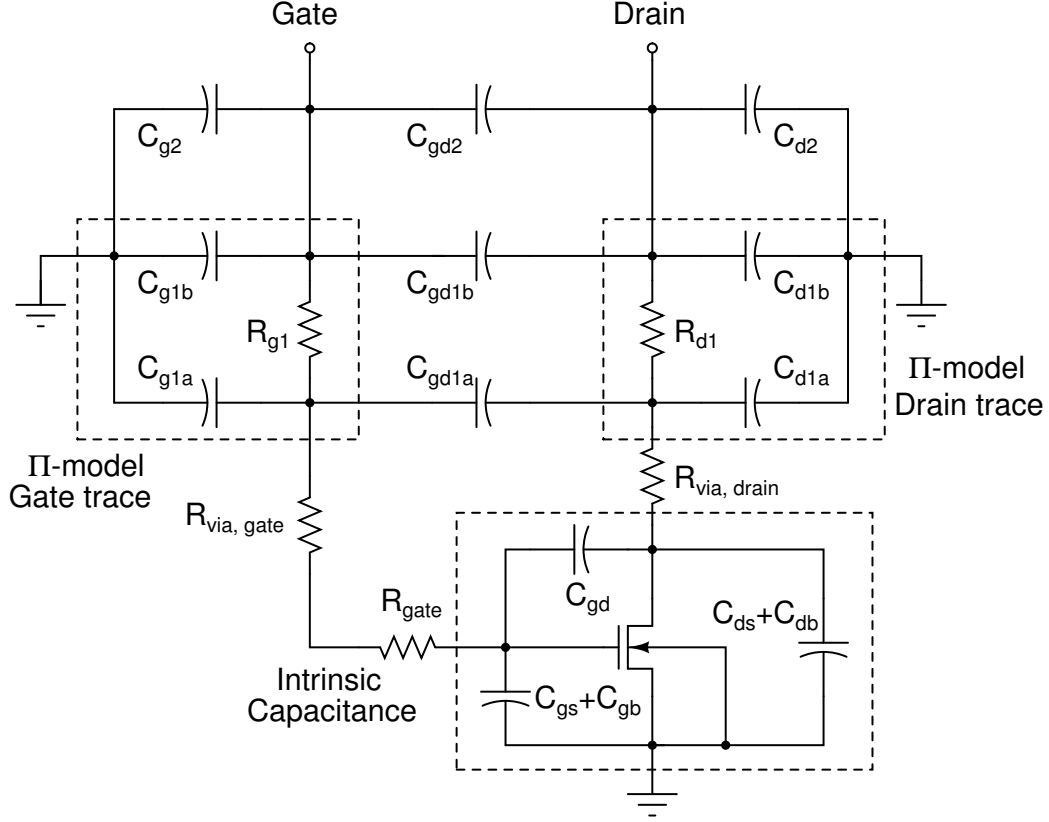 Gate
Drain
C_g2
C_gd2
C_d2
C_g1b
C_gd1b
C_d1b
R_g1
R_d1
C_g1a
C_gd1a
C_d1a
Π-model
Drain trace
Π-model
Gate trace
R_via, drain
R_via, gate
C_gd
R_gate
C_ds+C_db
Intrinsic
Capacitance
C_gs+C_gb